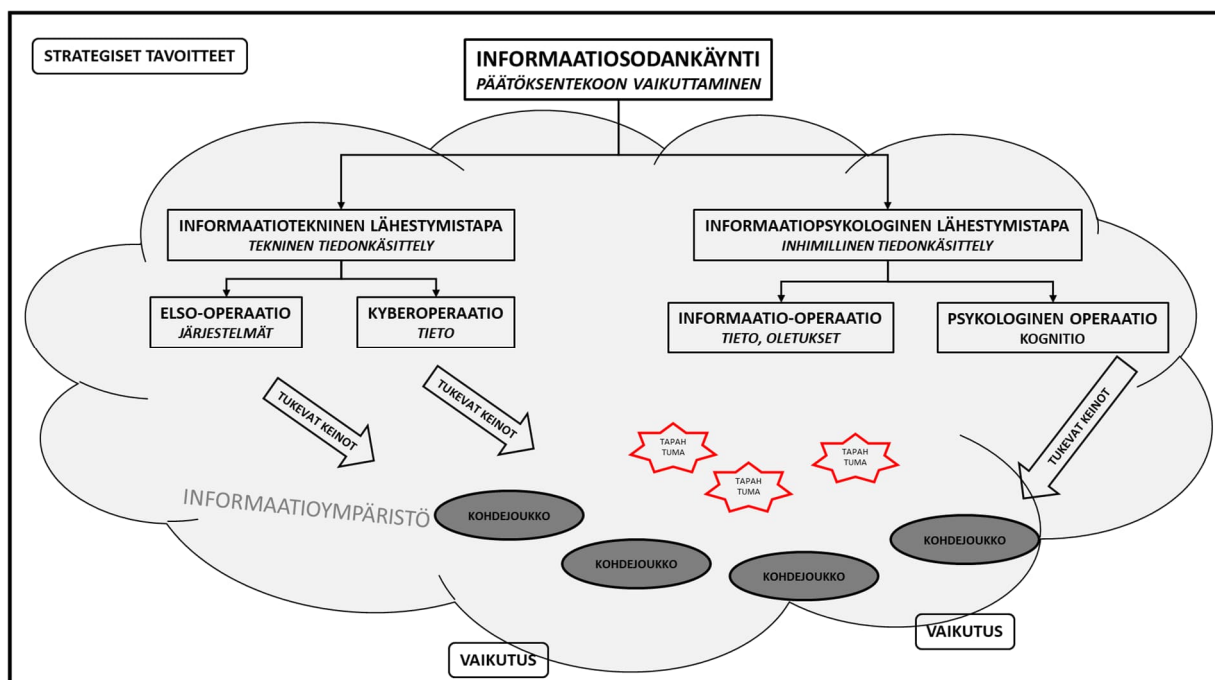 STRATEGISET TAVOITTEET
INFORMAATIOSODANKÄYNTI
PÄÄTÖKSENTEKOON VAIKUTTAMINEN
INFORMAATIOTEKNINEN LÄHESTYMISTAPA
TEKNINEN TIEDONKÄSITTELY
INFORMAATIOPSYKOLOGINEN LÄHESTYMISTAPA
INHIMILLINEN TIEDONKÄSITTELY
ELSO-OPERAATIO
JÄRJESTELMÄT
KYBEROPERAATIO
TIETO
INFORMAATIO-OPERAATIO
TIETO, OLETUKSET
PSYKOLOGINEN OPERAATIO
KOGNITIO
TUKEVAT KEINOT
TUKEVAT KEINOT
TUKEVAT KEINOT
TAPAH
TUMA
TAPAH
TUMA
TAPAH
TUMA
INFORMAATIOYMPÄRISTÖ
KOHDEJOUKKO
KOHDEJOUKKO
KOHDEJOUKKO
KOHDEJOUKKO
VAIKUTUS
VAIKUTUS